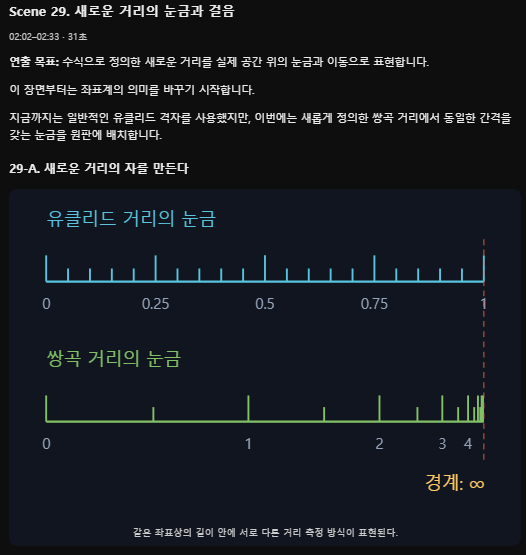 Scene 29. 새로운 거리의 눈금과 걸음
02:02–02:33 · 31초
연출 목표: 수식으로 정의한 새로운 거리를 실제 공간 위의 눈금과 이동으로 표현합니다.
이 장면부터는 좌표계의 의미를 바꾸기 시작합니다.
지금까지는 일반적인 유클리드 격자를 사용했지만, 이번에는 새롭게 정의한 쌍곡 거리에서 동일한 간격을
갖는 눈금을 원판에 배치합니다.
29-A. 새로운 거리의 자를 만든다
유클리드 거리의 눈금
0 0.25 0.5 0.75 1
쌍곡 거리의 눈금
0 1 2 3 4
경계: ∞
같은 좌표상의 길이 안에 서로 다른 거리 측정 방식이 표현된다.